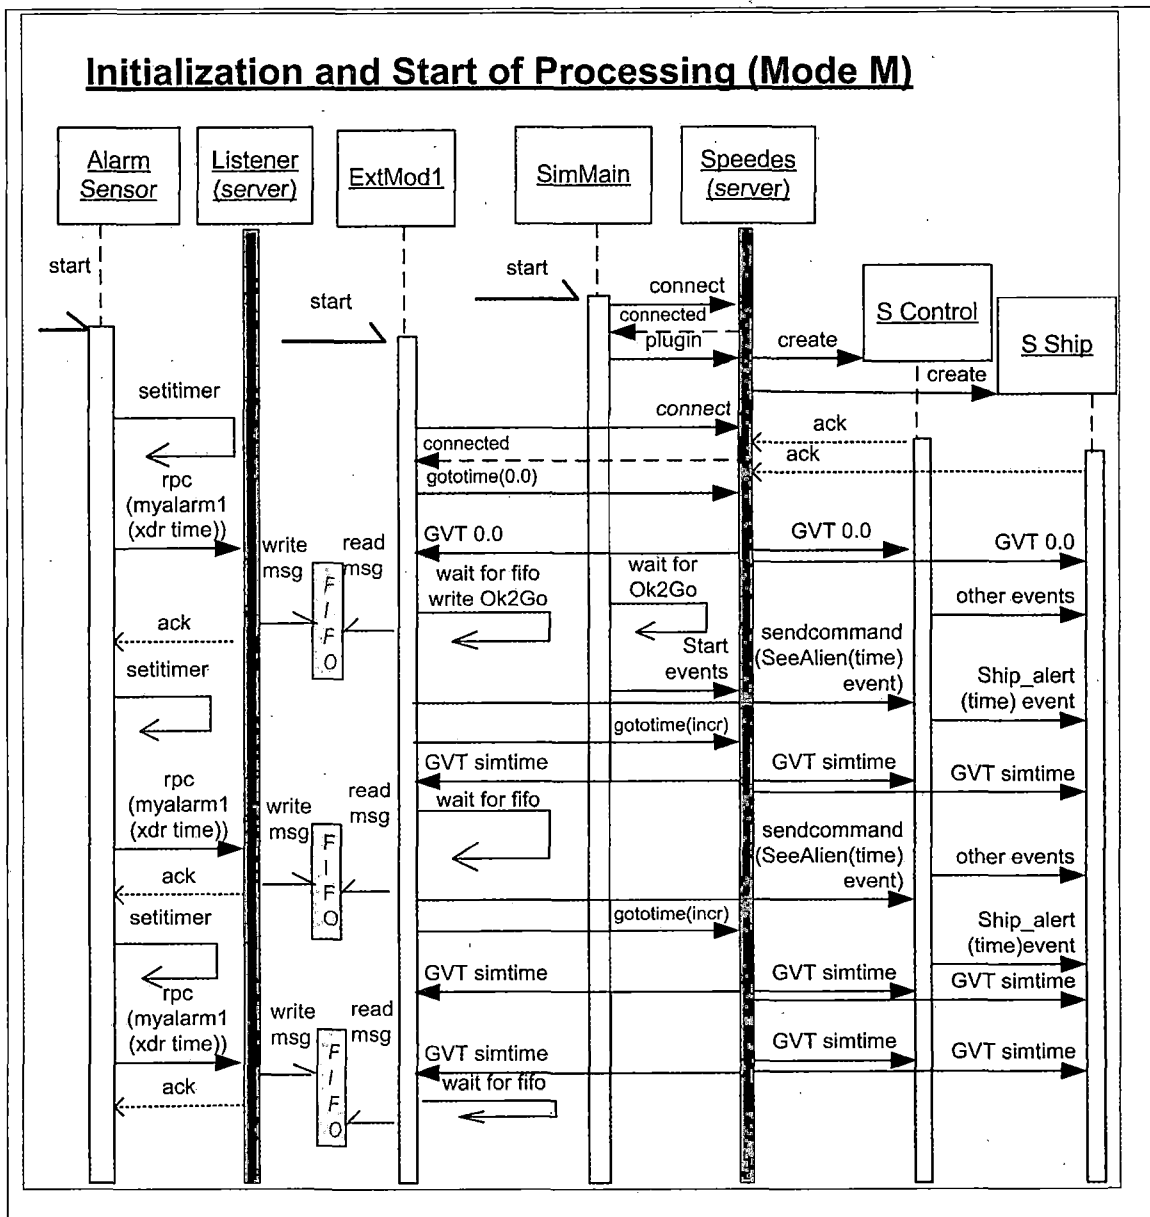 Initialization and Start of Processing (Mode M)
Alarm
Sensor
Listener
(server)
ExtMod1
SimMain
Speedes
(server)
S Control
S Ship
start
start
start
connect
connected
plugin
create
create
setitimer
connect
ack
connected
ack
rpc
(myalarm1
(xdr time))
gototime(0.0)
write
msg
read
msg
GVT 0.0
GVT 0.0
GVT 0.0
wait for fifo
write Ok2Go
wait for
Ok2Go
FIFO
other events
ack
sendcommand
(SeeAlien(time)
event)
Start
events
setitimer
Ship_alert
(time) event
gototime(incr)
GVT simtime
GVT simtime
GVT simtime
rpc
(myalarm1
(xdr time))
write
msg
read
msg
wait for fifo
FIFO
sendcommand
(SeeAlien(time)
event)
other events
ack
setitimer
gototime(incr)
Ship_alert
(time)event
GVT simtime
GVT simtime
GVT simtime
rpc
(myalarm1
(xdr time))
write
msg
read
msg
FIFO
GVT simtime
GVT simtime
GVT simtime
ack
wait for fifo